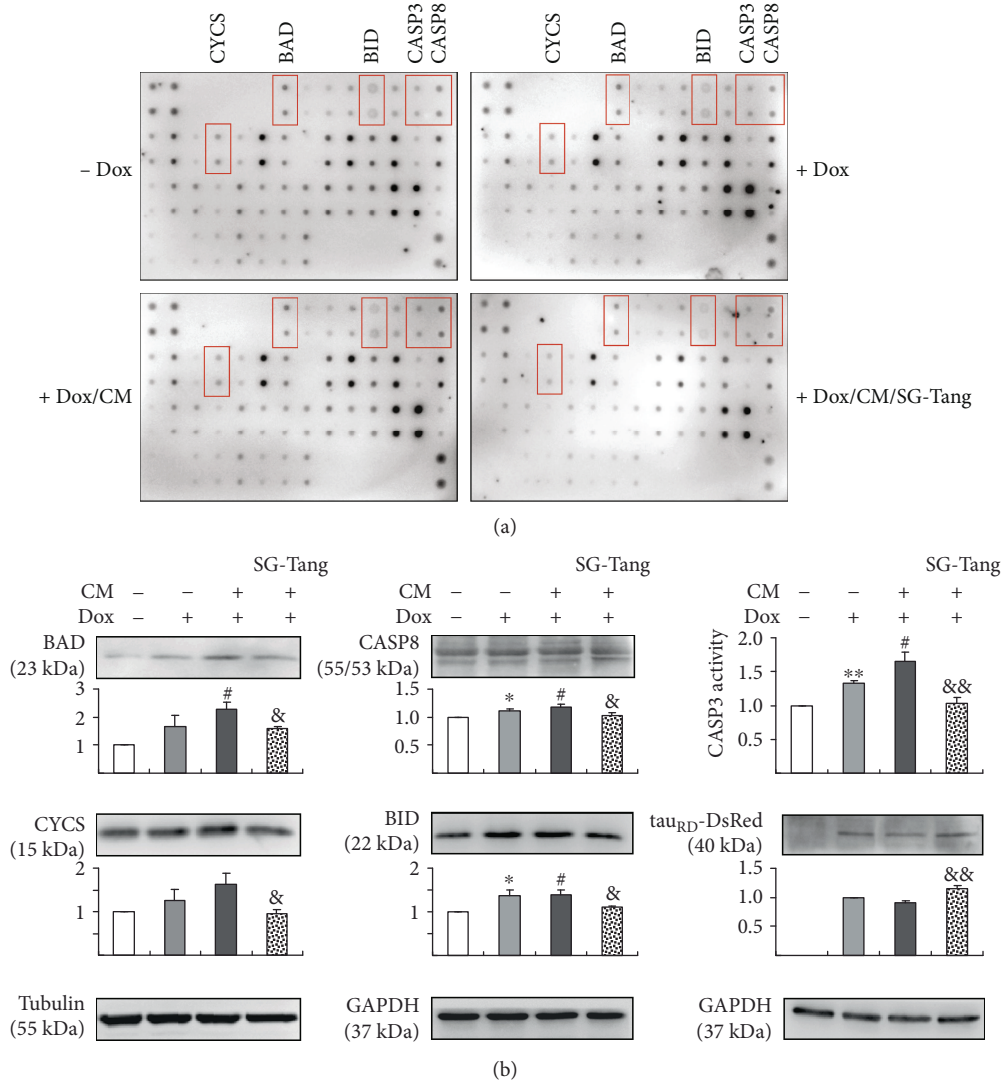 CYCS BAD BID CASP3 CASP8 CYCS BAD BID CASP3 CASP8
– Dox
+ Dox
+ Dox/CM
+ Dox/CM/SG-Tang
(a)
SG-Tang SG-Tang SG-Tang
CM – – + + CM – – + + CM – – + +
Dox – + + + Dox – + + + Dox – + + +
BAD
(23 kDa)
3
2
1
#
&
CASP8
(55/53 kDa)
1.5
1.0
0.5
*
#
&
CASP3 activity
2.0
1.5
1.0
0.5
**
#
&&
CYCS
(15 kDa)
2
1
&
BID
(22 kDa)
2
1
*
#
&
tauRD-DsRed
(40 kDa)
1.5
1.0
0.5
&&
Tubulin
(55 kDa)
GAPDH
(37 kDa)
GAPDH
(37 kDa)
(b)